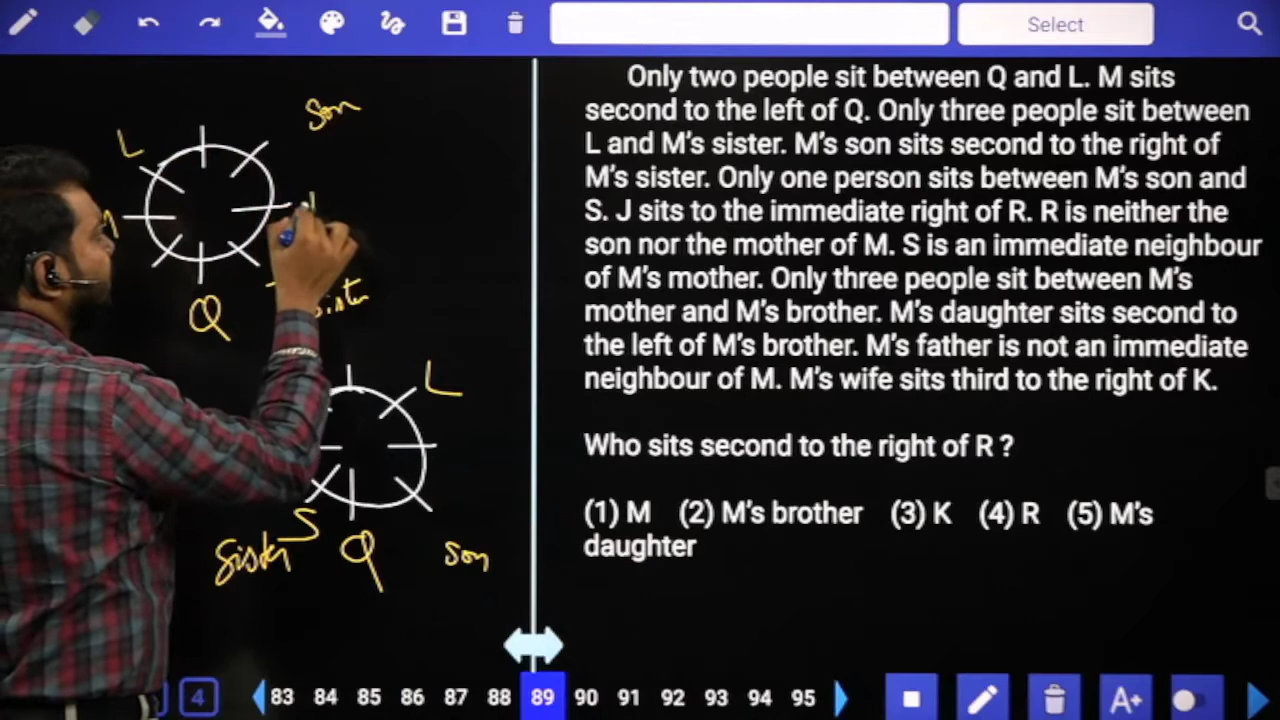 Select
Son
L
Sister
Q
L
S
Sister
Q
son
Only two people sit between Q and L. M sits
second to the left of Q. Only three people sit between
L and M's sister. M's son sits second to the right of
M's sister. Only one person sits between M's son and
S. J sits to the immediate right of R. R is neither the
son nor the mother of M. S is an immediate neighbour
of M's mother. Only three people sit between M's
mother and M's brother. M's daughter sits second to
the left of M's brother. M's father is not an immediate
neighbour of M. M's wife sits third to the right of K.
Who sits second to the right of R ?
(1) M (2) M's brother (3) K (4) R (5) M's
daughter
4 83 84 85 86 87 88 89 90 91 92 93 94 95 A+